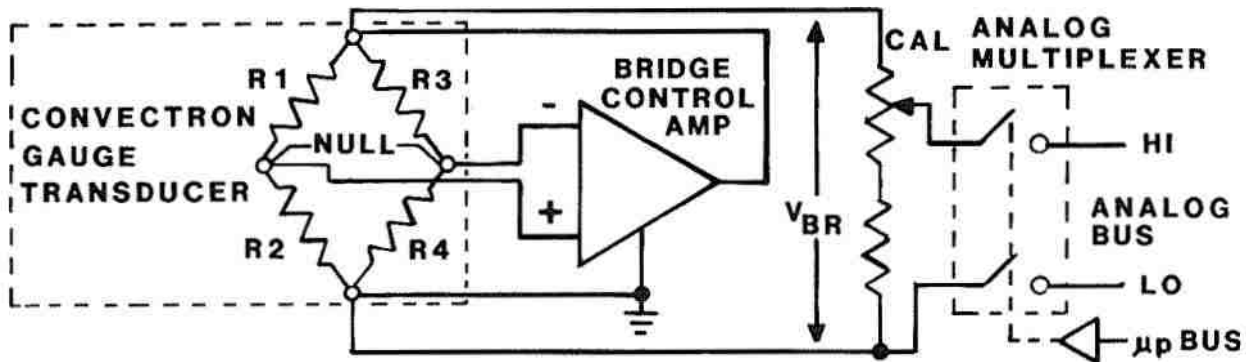 CAL
ANALOG
MULTIPLEXER
R1
R3
BRIDGE
CONTROL
AMP
CONVECTRON
GAUGE
TRANSDUCER
NULL
-
+
R2
R4
VBR
HI
ANALOG
BUS
LO
µp BUS